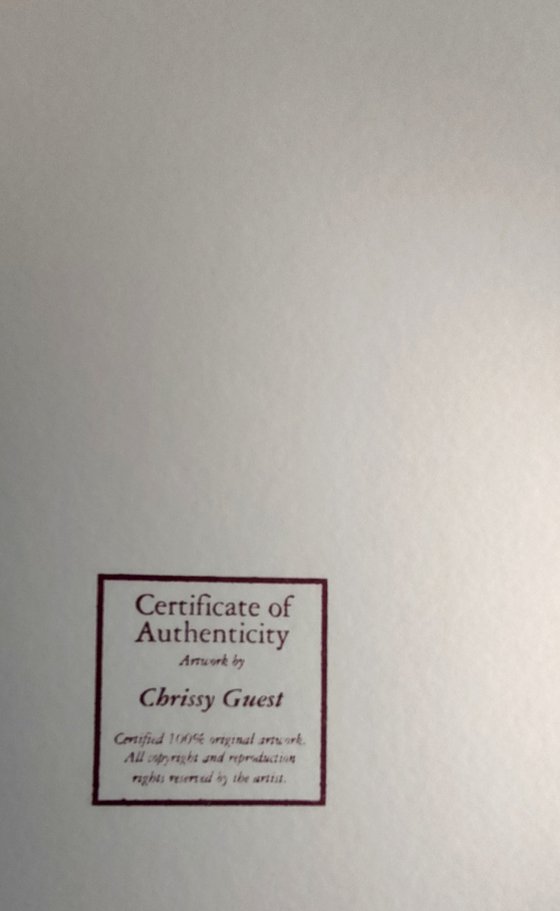 Certificate of
Authenticity
Artwork by
Chrissy Guest
Certified 100% original artwork.
All copyright and reproduction
rights reserved by the artist.